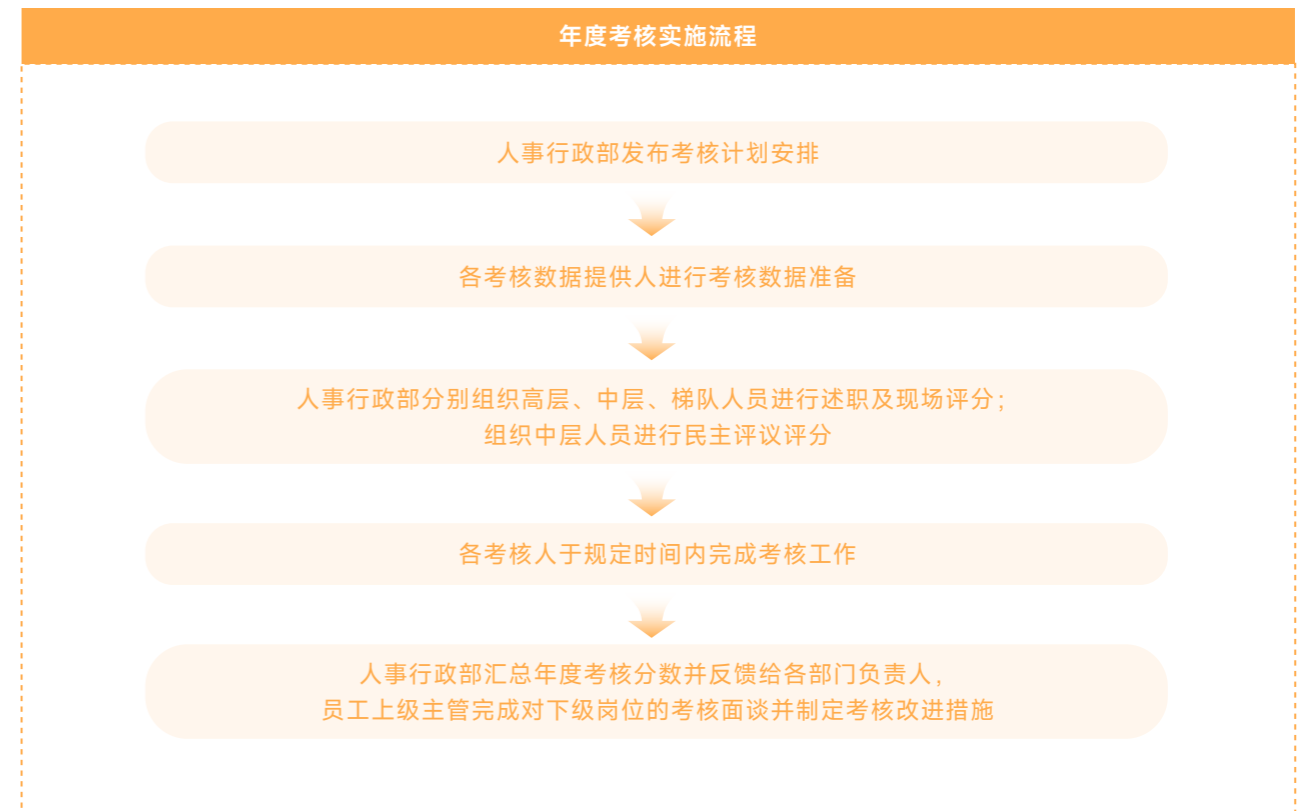 年度考核实施流程
人事行政部发布考核计划安排
各考核数据提供人进行考核数据准备
人事行政部分别组织高层、中层、梯队人员进行述职及现场评分；
组织中层人员进行民主评议评分
各考核人于规定时间内完成考核工作
人事行政部汇总年度考核分数并反馈给各部门负责人，
员工上级主管完成对下级岗位的考核面谈并制定考核改进措施